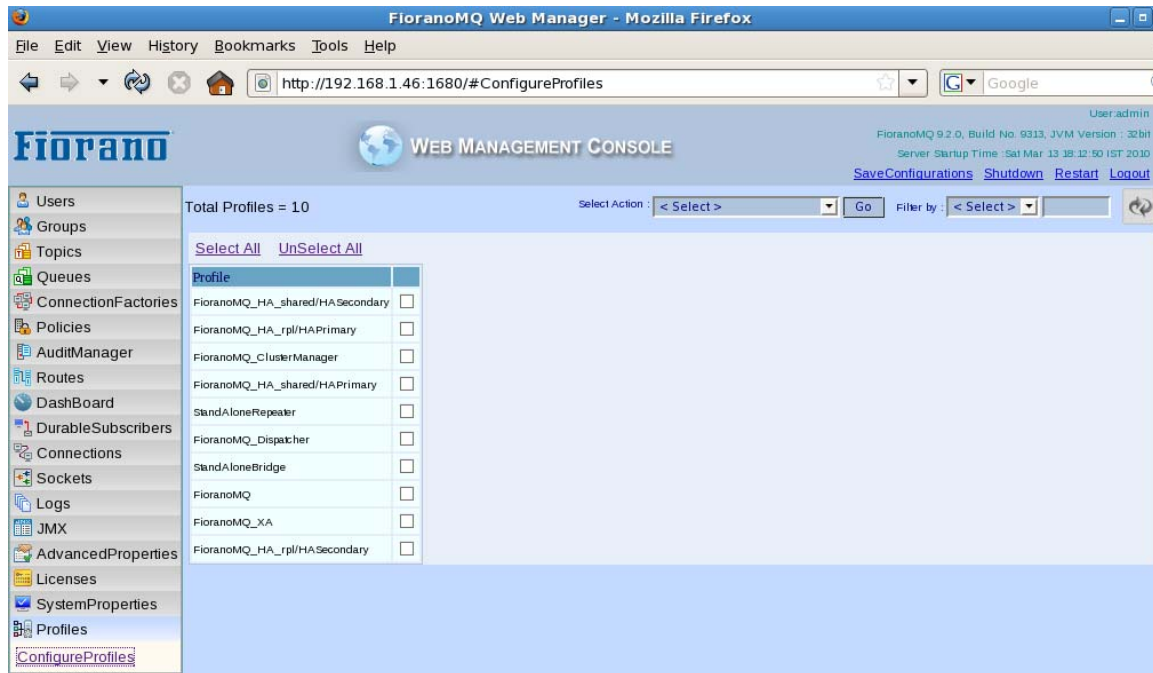 FioranoMQ Web Manager - Mozilla Firefox
File Edit View History Bookmarks Tools Help
http://192.168.1.46:1680/#ConfigureProfiles
G Google
User:admin
Fiorano
WEB MANAGEMENT CONSOLE
FioranoMQ 9.2.0, Build No. 9313, JVM Version : 32bit
Server Startup Time :Sat Mar 13 18:12:50 IST 2010
SaveConfigurations Shutdown Restart Logout
Users
Groups
Topics
Queues
ConnectionFactories
Policies
AuditManager
Routes
DashBoard
DurableSubscribers
Connections
Sockets
Logs
JMX
AdvancedProperties
Licenses
SystemProperties
Profiles
ConfigureProfiles
Total Profiles = 10
Select Action : < Select > Go Filter by : < Select >
Select All UnSelect All
Profile
FioranoMQ_HA_shared/HASecondary
FioranoMQ_HA_rpl/HAPrimary
FioranoMQ_ClusterManager
FioranoMQ_HA_shared/HAPrimary
StandAloneRepeater
FioranoMQ_Dispatcher
StandAloneBridge
FioranoMQ
FioranoMQ_XA
FioranoMQ_HA_rpl/HASecondary